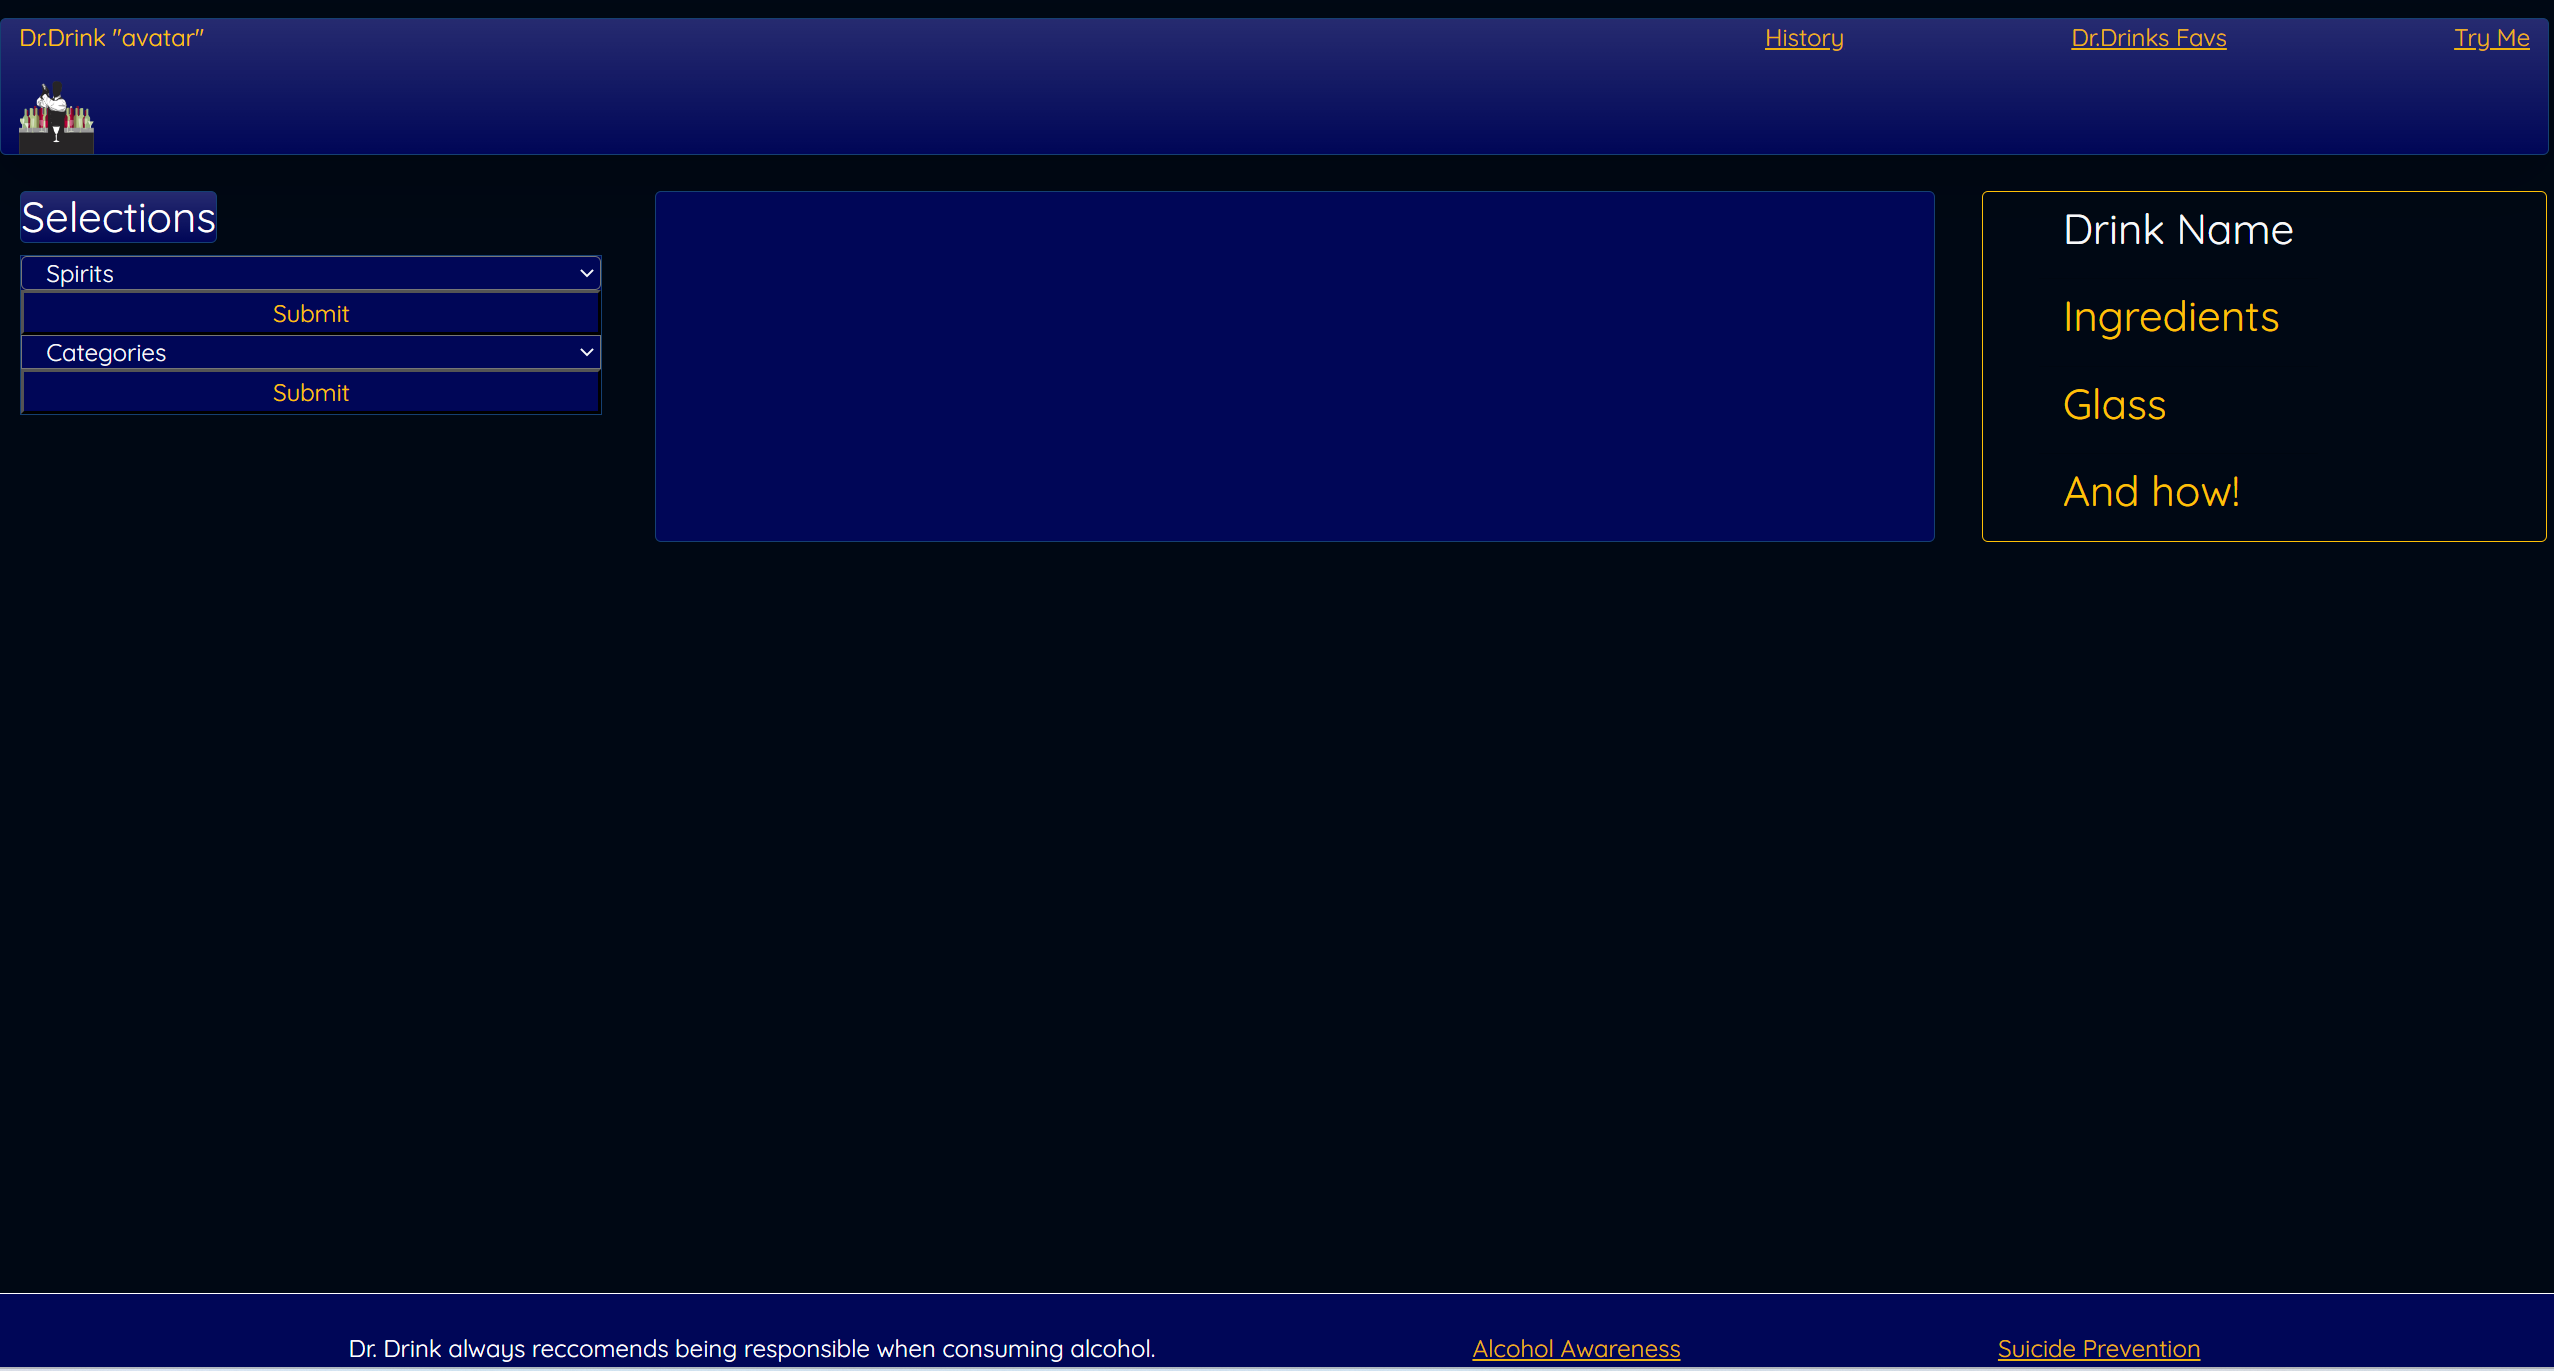 Dr.Drink "avatar"
History
Dr.Drinks Favs
Try Me
Selections
Spirits
Submit
Categories
Submit
Drink Name
Ingredients
Glass
And how!
Dr. Drink always reccomends being responsible when consuming alcohol.
Alcohol Awareness
Suicide Prevention